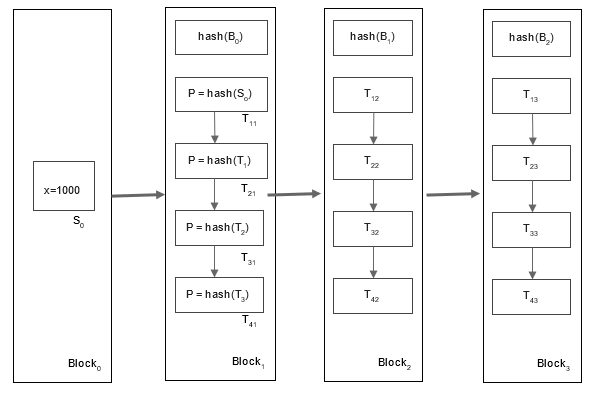 x=1000
S₀
Block₀
hash(B₀)
P = hash(S₀)
T₁₁
P = hash(T₁)
T₂₁
P = hash(T₂)
T₃₁
P = hash(T₃)
T₄₁
Block₁
hash(B₁)
T₁₂
T₂₂
T₃₂
T₄₂
Block₂
hash(B₂)
T₁₃
T₂₃
T₃₃
T₄₃
Block₃